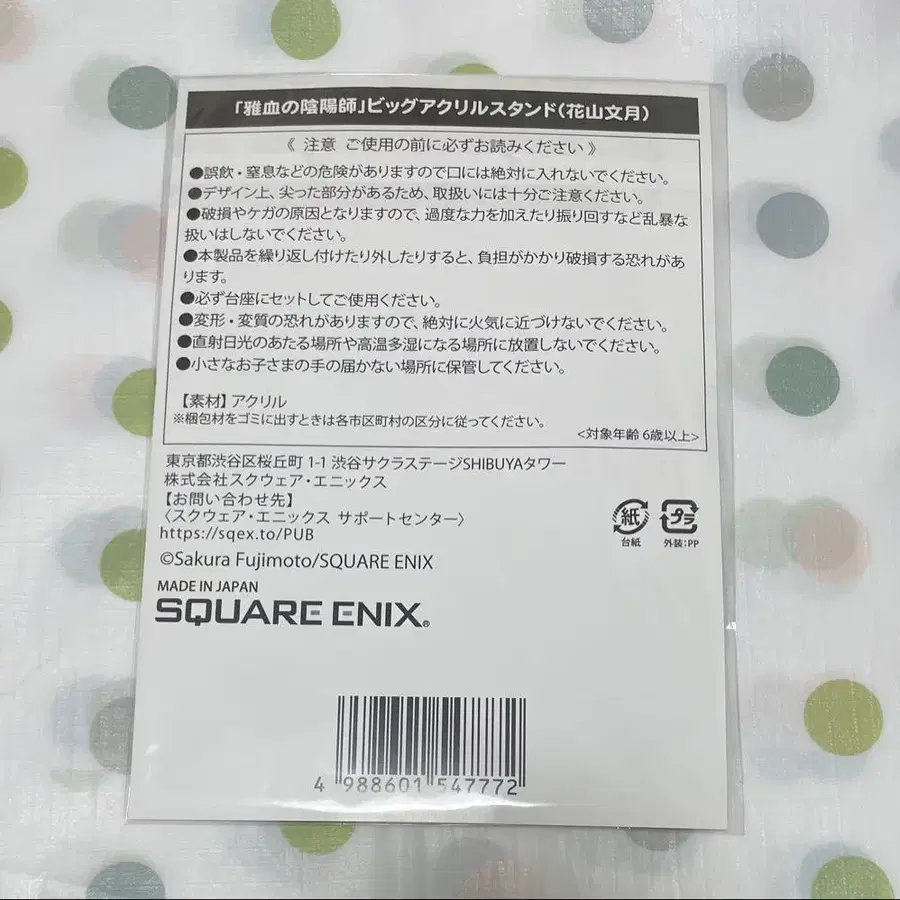 「雅血の陰陽師」ビッグアクリルスタンド（花山文月）
《 注意 ご使用の前に必ずお読みください 》
●誤飲・窒息などの危険がありますので口には絶対に入れないでください。
●デザイン上、尖った部分があるため、取扱いには十分ご注意ください。
●破損やケガの原因となりますので、過度な力を加えたり振り回すなど乱暴な
扱いはしないでください。
●本製品を繰り返し付けたり外したりすると、負担がかかり破損する恐れがあ
ります。
●必ず台座にセットしてご使用ください。
●変形・変質の恐れがありますので、絶対に火気に近づけないでください。
●直射日光のあたる場所や高温多湿になる場所に放置しないでください。
●小さなお子さまの手の届かない場所に保管してください。
【素材】アクリル
※梱包材をゴミに出すときは各市区町村の区分に従ってください。
<対象年齢 6歳以上>
東京都渋谷区桜丘町 1-1 渋谷サクラステージSHIBUYAタワー
株式会社スクウェア・エニックス
【お問い合わせ先】
〈スクウェア・エニックス サポートセンター〉
https://sqex.to/PUB
紙 プラ
台紙 外装:PP
©Sakura Fujimoto/SQUARE ENIX
MADE IN JAPAN
SQUARE ENIX®
4 988601 547772